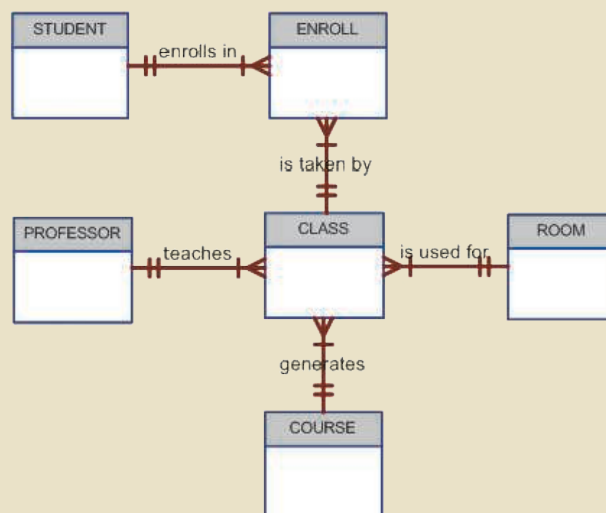 STUDENT
enrolls in
ENROLL
is taken by
PROFESSOR
teaches
CLASS
is used for
ROOM
generates
COURSE